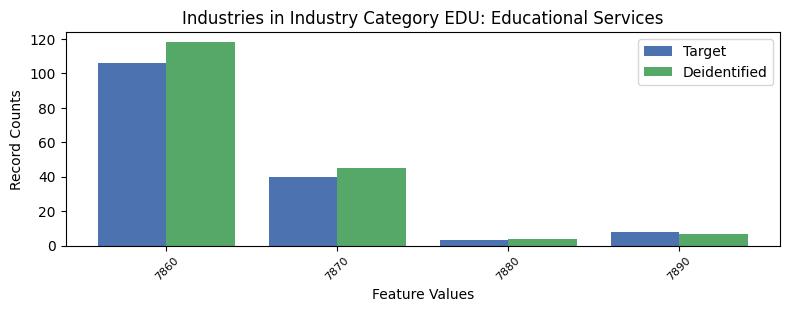 Industries in Industry Category EDU: Educational Services
Target
Deidentified
Record Counts
120
100
80
60
40
20
0
7860
7870
7880
7890
Feature Values